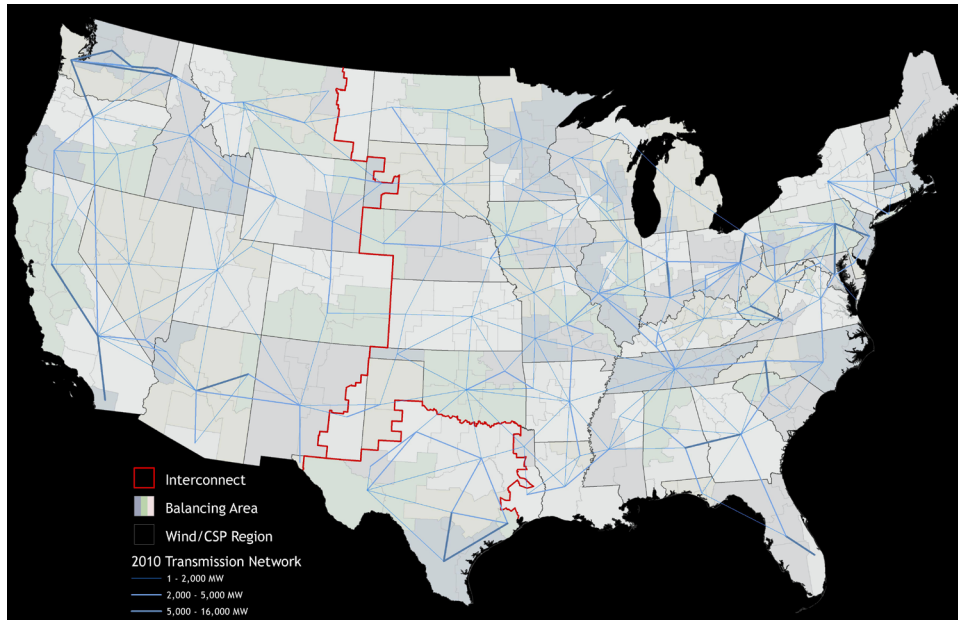 Interconnect
Balancing Area
Wind/CSP Region
2010 Transmission Network
1 - 2,000 MW
2,000 - 5,000 MW
5,000 - 16,000 MW